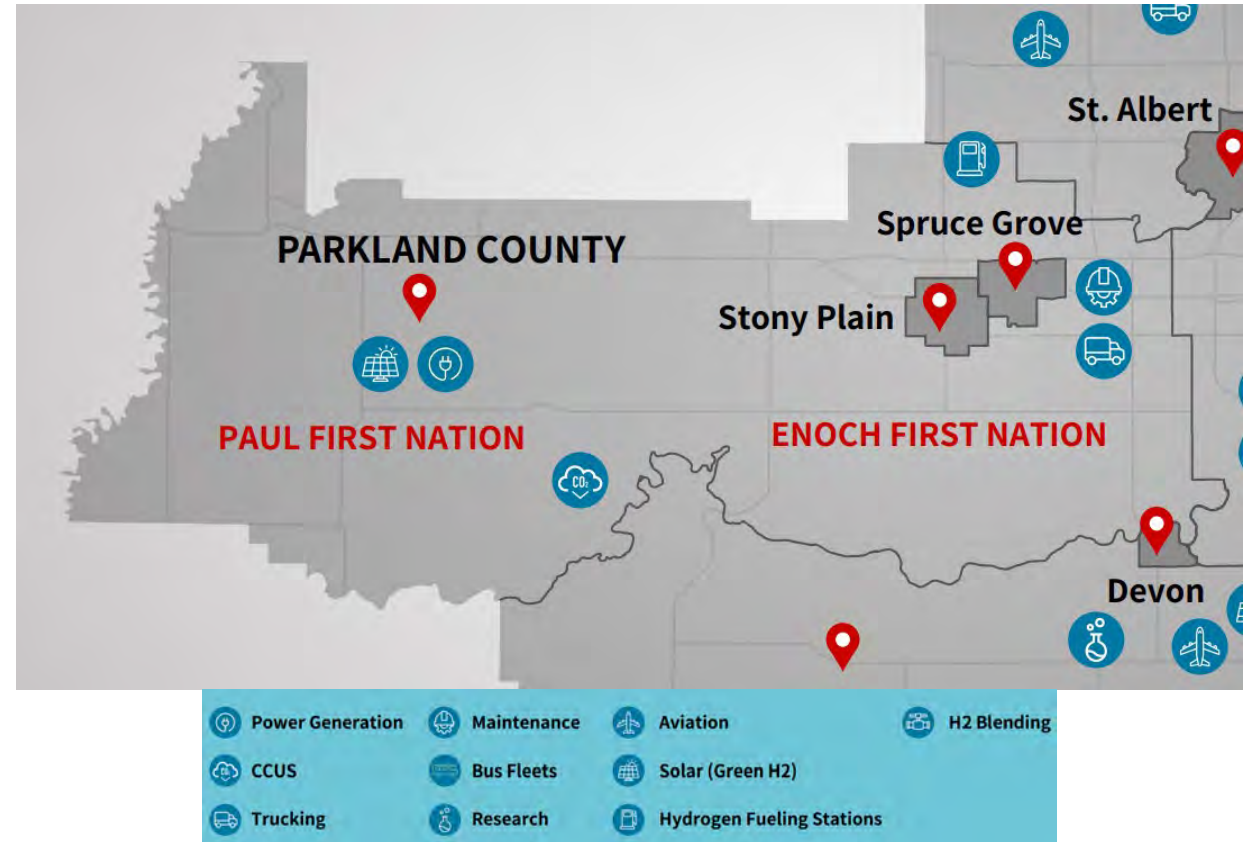 St. Albert
Spruce Grove
PARKLAND COUNTY
Stony Plain
PAUL FIRST NATION
ENOCH FIRST NATION
CO₂
Devon
Power Generation
Maintenance
Aviation
H2 Blending
CCUS
Bus Fleets
Solar (Green H2)
Trucking
Research
Hydrogen Fueling Stations